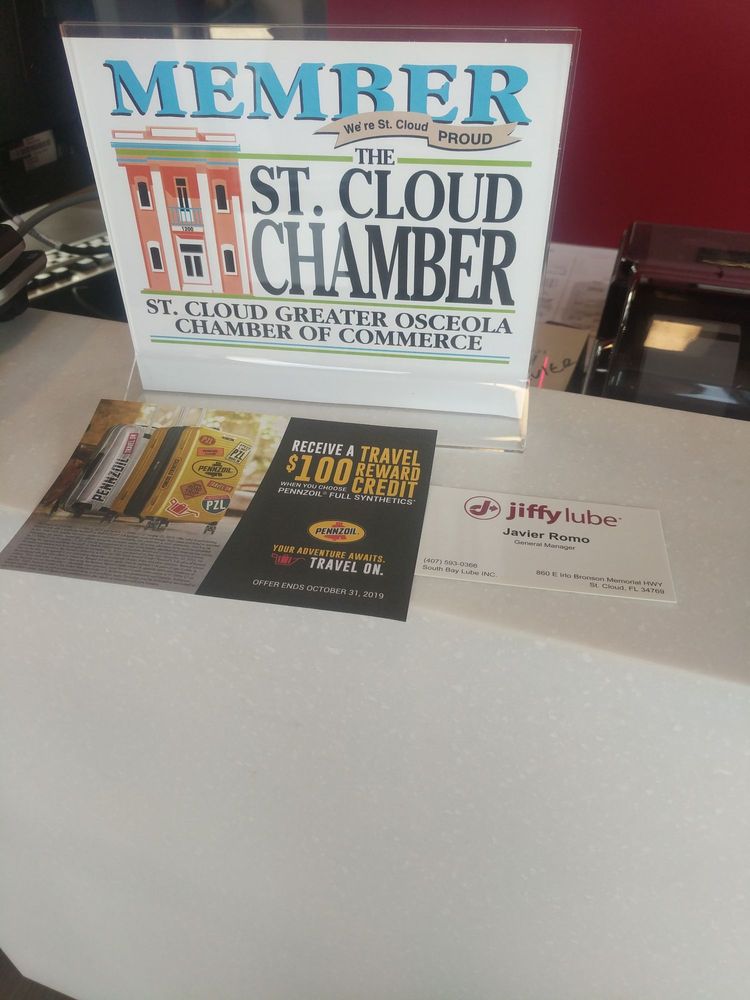 MEMBER
We're St. Cloud PROUD
THE
ST. CLOUD
CHAMBER
1200
ST. CLOUD GREATER OSCEOLA
CHAMBER OF COMMERCE
PENNZOIL
PZL
PENNZOIL
PZL
RECEIVE A TRAVEL
$100 REWARD
WHEN YOU CHOOSE CREDIT
PENNZOIL® FULL SYNTHETICS*
PENNZOIL
YOUR ADVENTURE AWAITS.
TRAVEL ON.
OFFER ENDS OCTOBER 31, 2019
jiffy lube
Javier Romo
General Manager
(407) 593-0366
South Bay Lube INC.
860 E Irlo Bronson Memorial HWY
St. Cloud, FL 34769